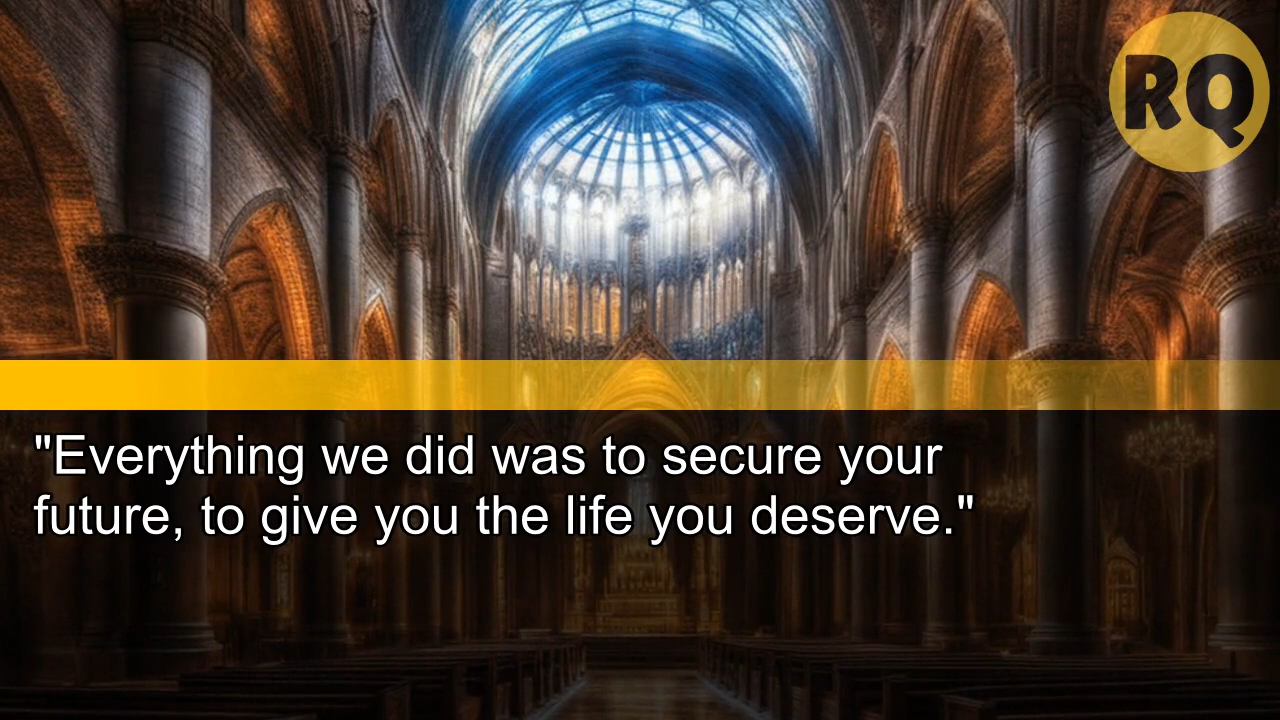 RQ
"Everything we did was to secure your
future, to give you the life you deserve."